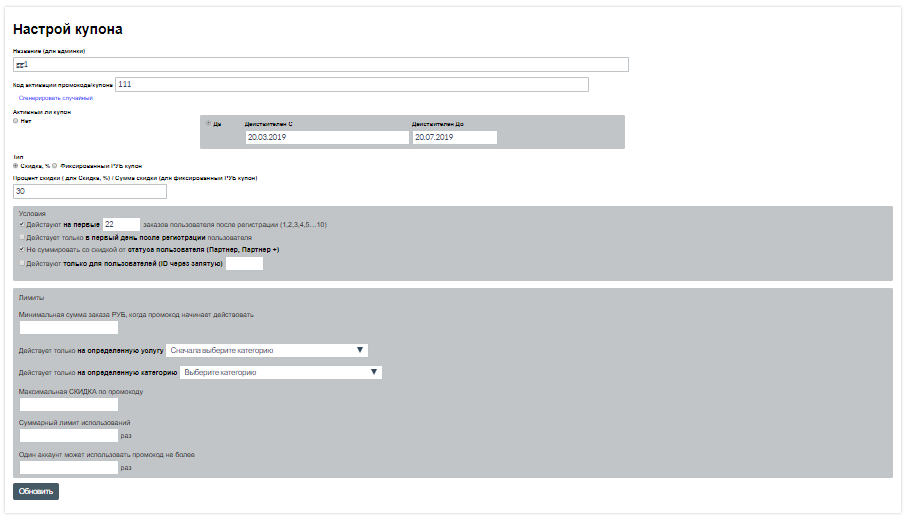 Настрой купона
Название (для админки)
gg1
Код активации промокода/купона 111
Сгенерировать случайный
Активный ли купон
Нет
Да Действителен С Действителен До
20.03.2019 20.07.2019
Тип
Скидка, % Фиксированный РУБ купон
Процент скидки ( для Скидка, %) / Сумма скидки (для фиксированный РУБ купон)
30
Условия
Действуют на первые 22 заказов пользователя после регистрации (1,2,3,4,5....10)
Действует только в первый день после регистрации пользователя
Не суммировать со скидкой от статуса пользователя (Партнер, Партнер +)
Действуют только для пользователей (ID через запятую)
Лимиты
Минимальная сумма заказа РУБ, когда промокод начинает действовать
Действует только на определенную услугу Сначала выберите категорию
Действует только на определенную категорию Выберите категорию
Максимальная СКИДКА по промокоду
Суммарный лимит использований
раз
Один аккаунт может использовать промокод не более
раз
Обновить